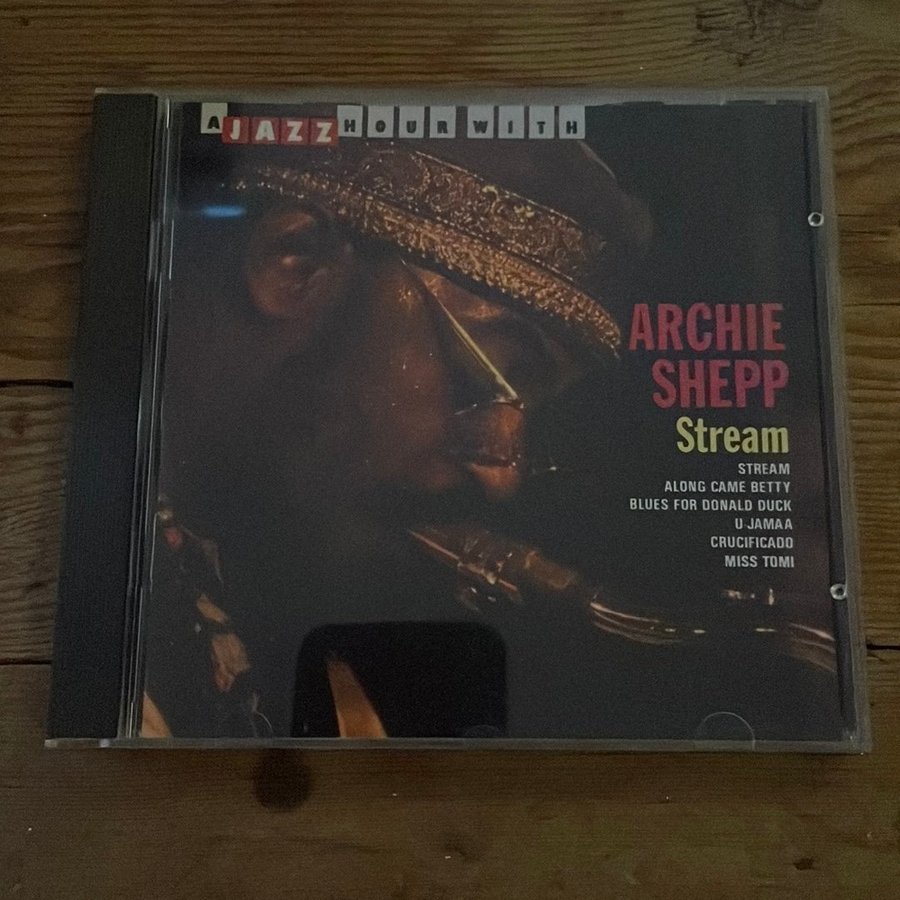 A JAZZ HOUR WITH
ARCHIE
SHEPP
Stream
STREAM
ALONG CAME BETTY
BLUES FOR DONALD DUCK
U-JAMAA
CRUCIFICADO
MISS TOMI